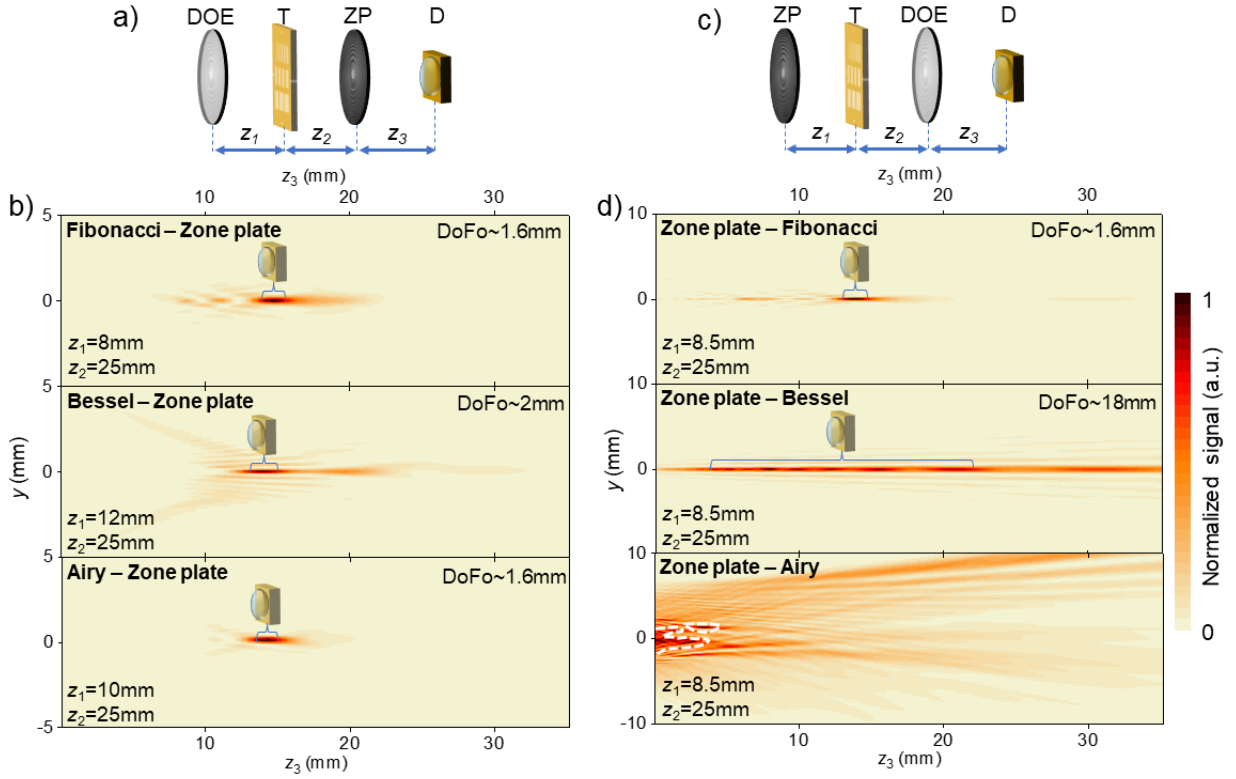 a)
DOE T ZP D
z1 z2 z3
c)
ZP T DOE D
z1 z2 z3
b)
z3 (mm)
10 20 30
5
Fibonacci – Zone plate
DoFo~1.6mm
0
z1=8mm
z2=25mm
5
Bessel – Zone plate
DoFo~2mm
y (mm)
0
z1=12mm
z2=25mm
5
Airy – Zone plate
DoFo~1.6mm
0
z1=10mm
z2=25mm
-5
10 20 30
z3 (mm)
d)
z3 (mm)
10 20 30
10
Zone plate – Fibonacci
DoFo~1.6mm
0
z1=8.5mm
z2=25mm
10
Zone plate – Bessel
DoFo~18mm
y (mm)
0
z1=8.5mm
z2=25mm
10
Zone plate – Airy
0
z1=8.5mm
z2=25mm
-10
10 20 30
z3 (mm)
1
Normalized signal (a.u.)
0